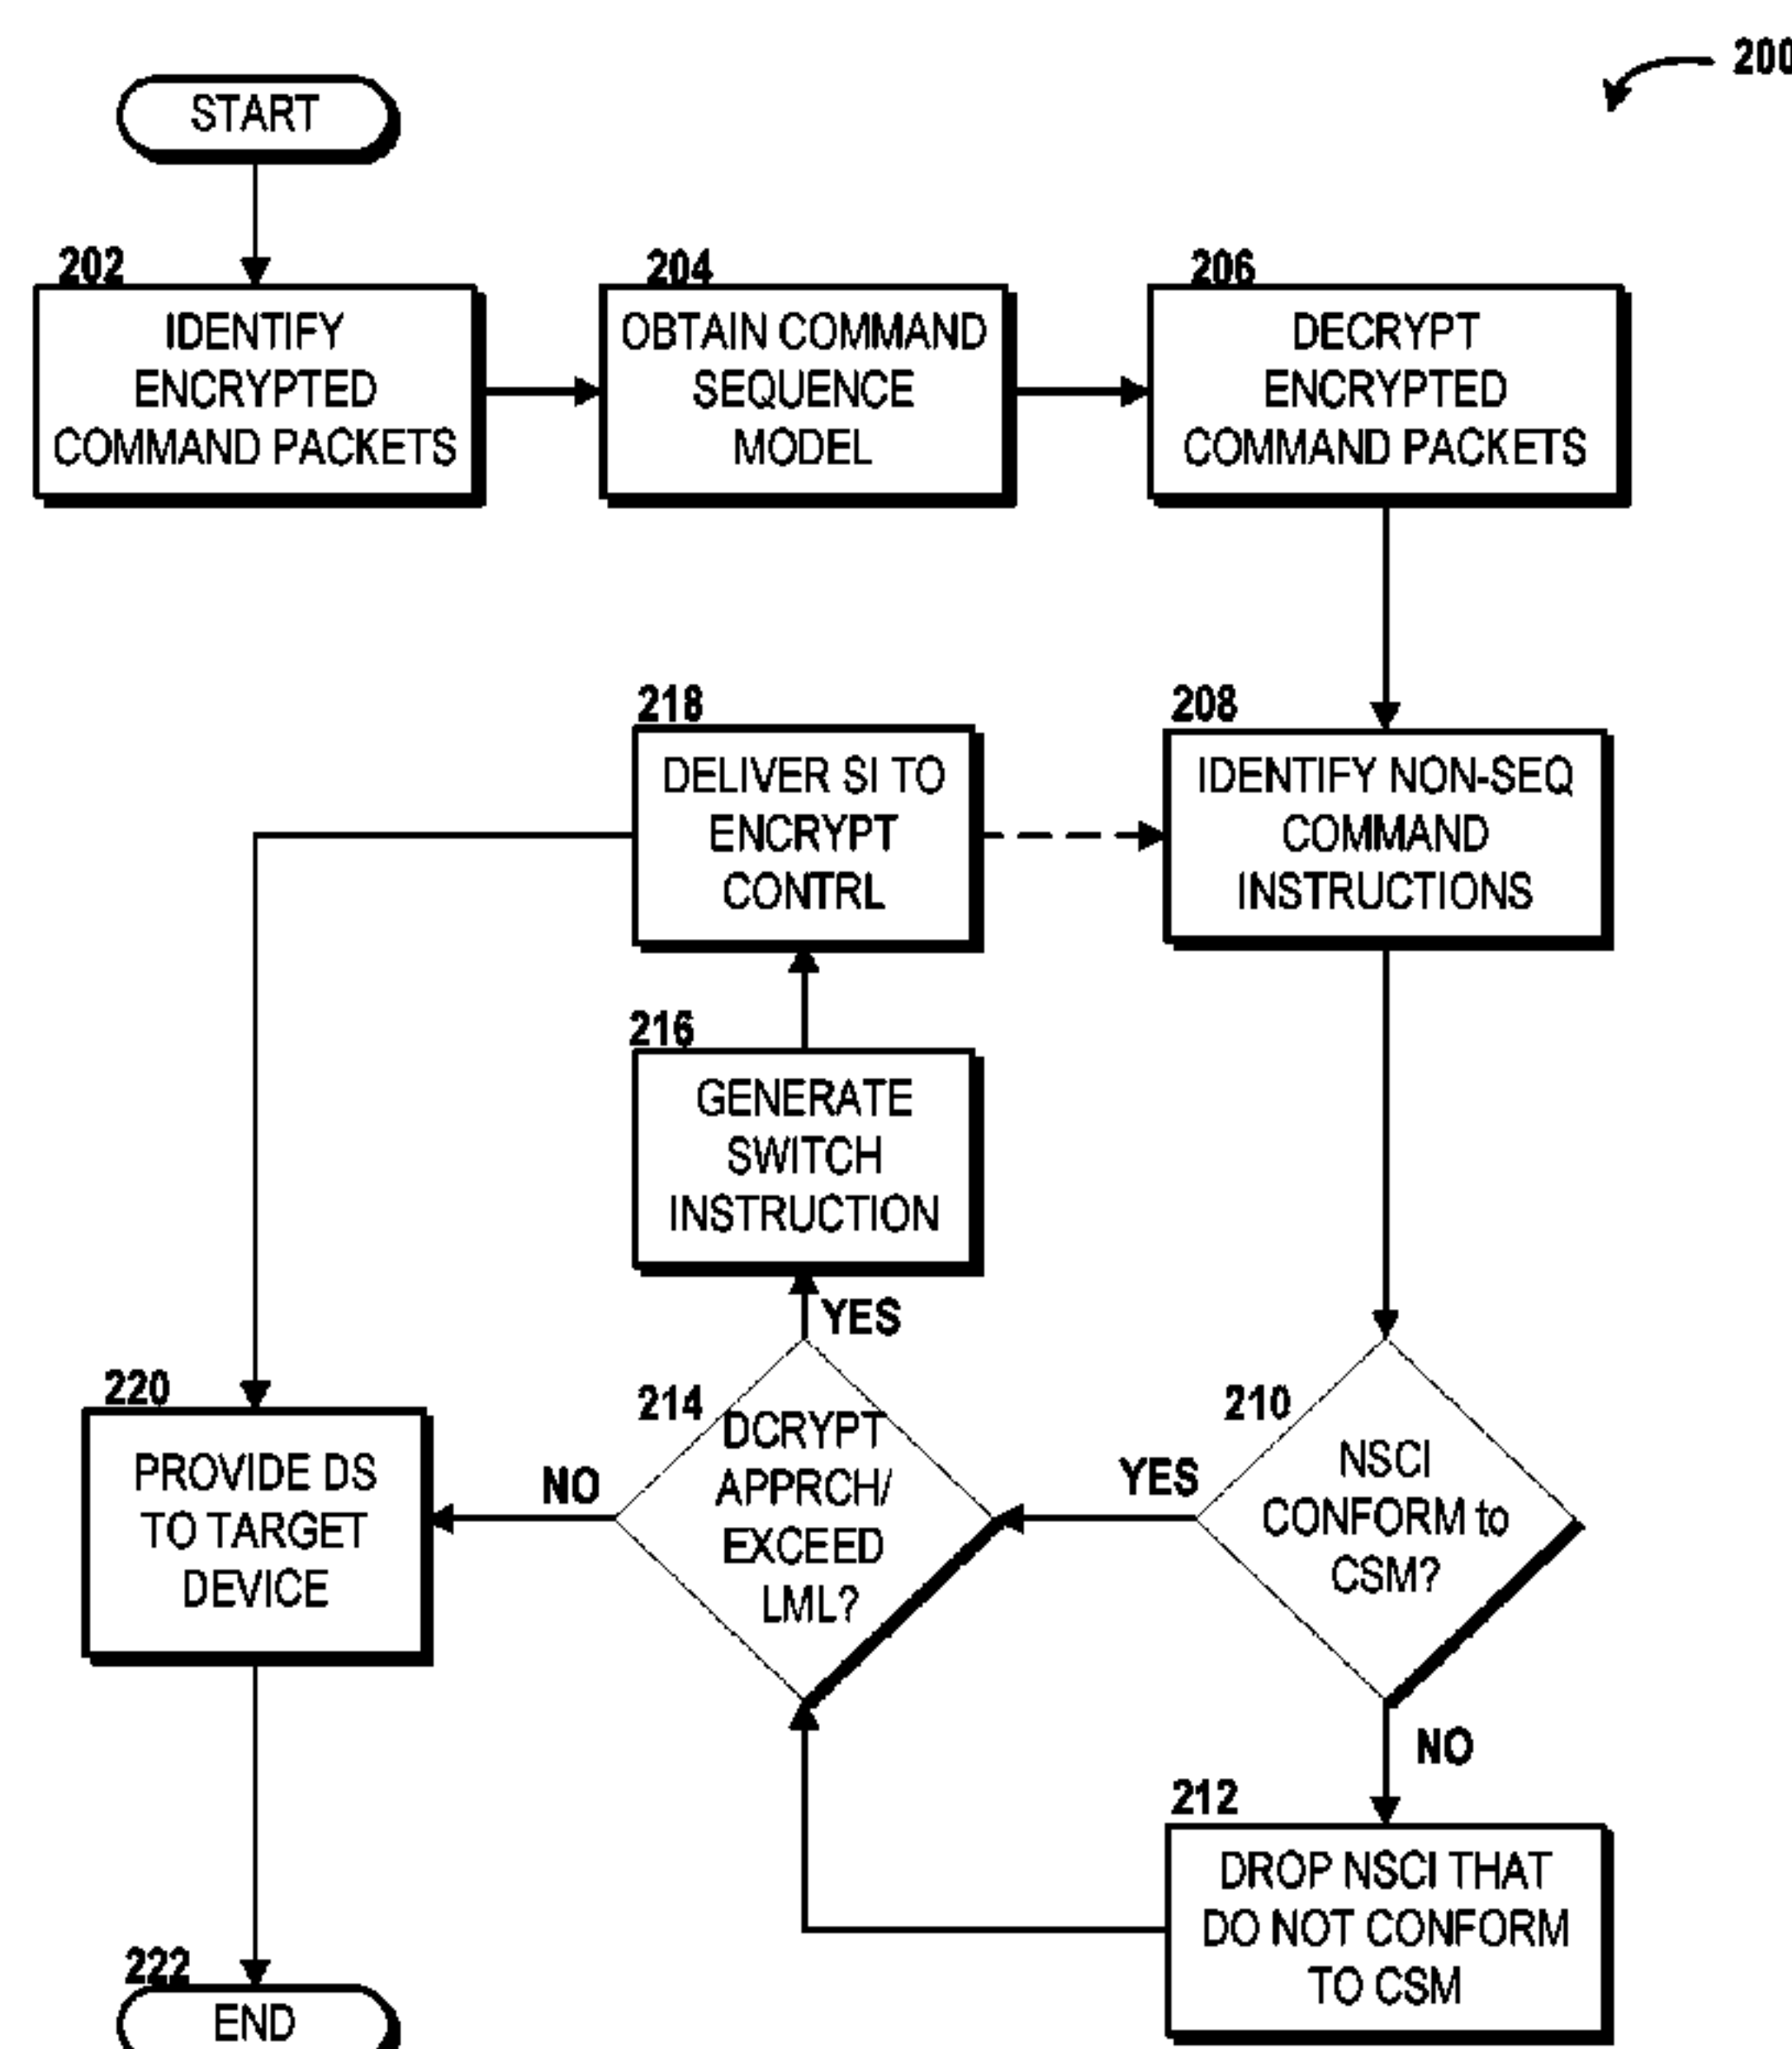 200
START
202
IDENTIFY
ENCRYPTED
COMMAND PACKETS
204
OBTAIN COMMAND
SEQUENCE
MODEL
206
DECRYPT
ENCRYPTED
COMMAND PACKETS
208
IDENTIFY NON-SEQ
COMMAND
INSTRUCTIONS
210
NSCI
CONFORM to
CSM?
YES
NO
212
DROP NSCI THAT
DO NOT CONFORM
TO CSM
214
DCRYPT
APPRCH/
EXCEED
LML?
YES
NO
216
GENERATE
SWITCH
INSTRUCTION
218
DELIVER SI TO
ENCRYPT
CONTRL
220
PROVIDE DS
TO TARGET
DEVICE
222
END